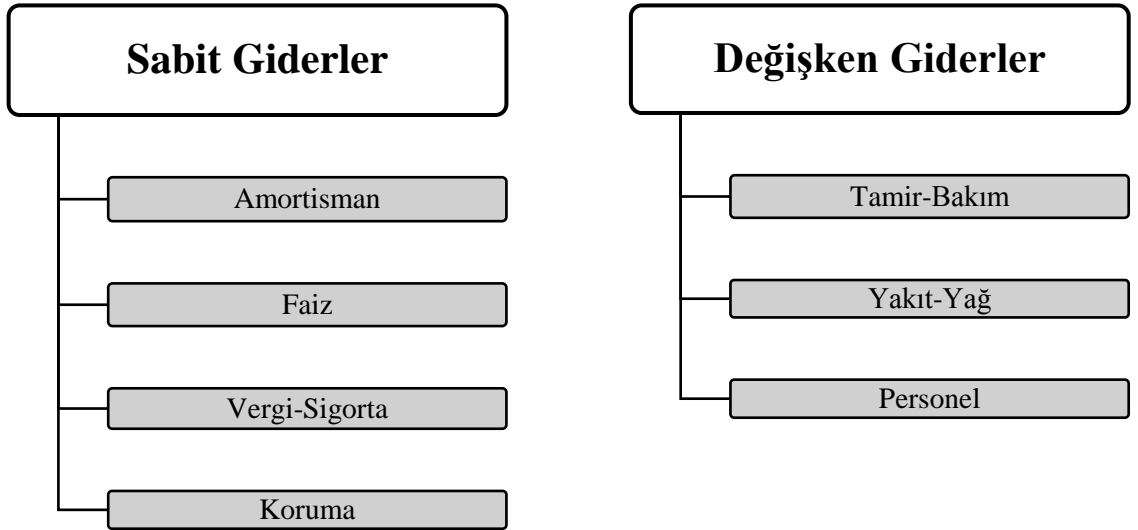 Sabit Giderler
Amortisman
Faiz
Vergi-Sigorta
Koruma
Değişken Giderler
Tamir-Bakım
Yakıt-Yağ
Personel